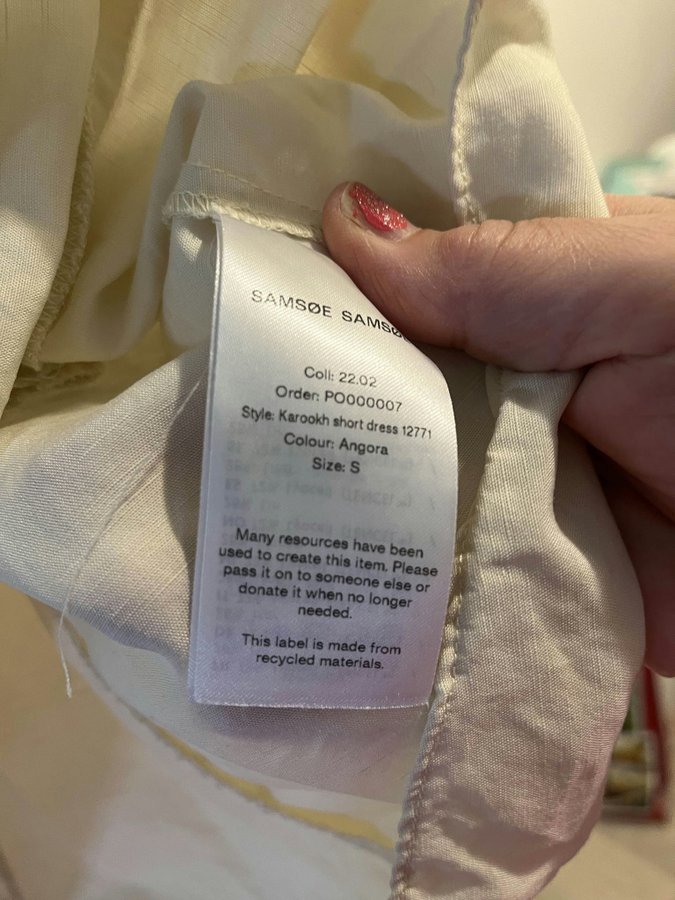 SAMSØE SAMSØ
Coll: 22.02
Order: PO000007
Style: Karookh short dress 12771
Colour: Angora
Size: S
Many resources have been
used to create this item. Please
pass it on to someone else or
donate it when no longer
needed.
This label is made from
recycled materials.